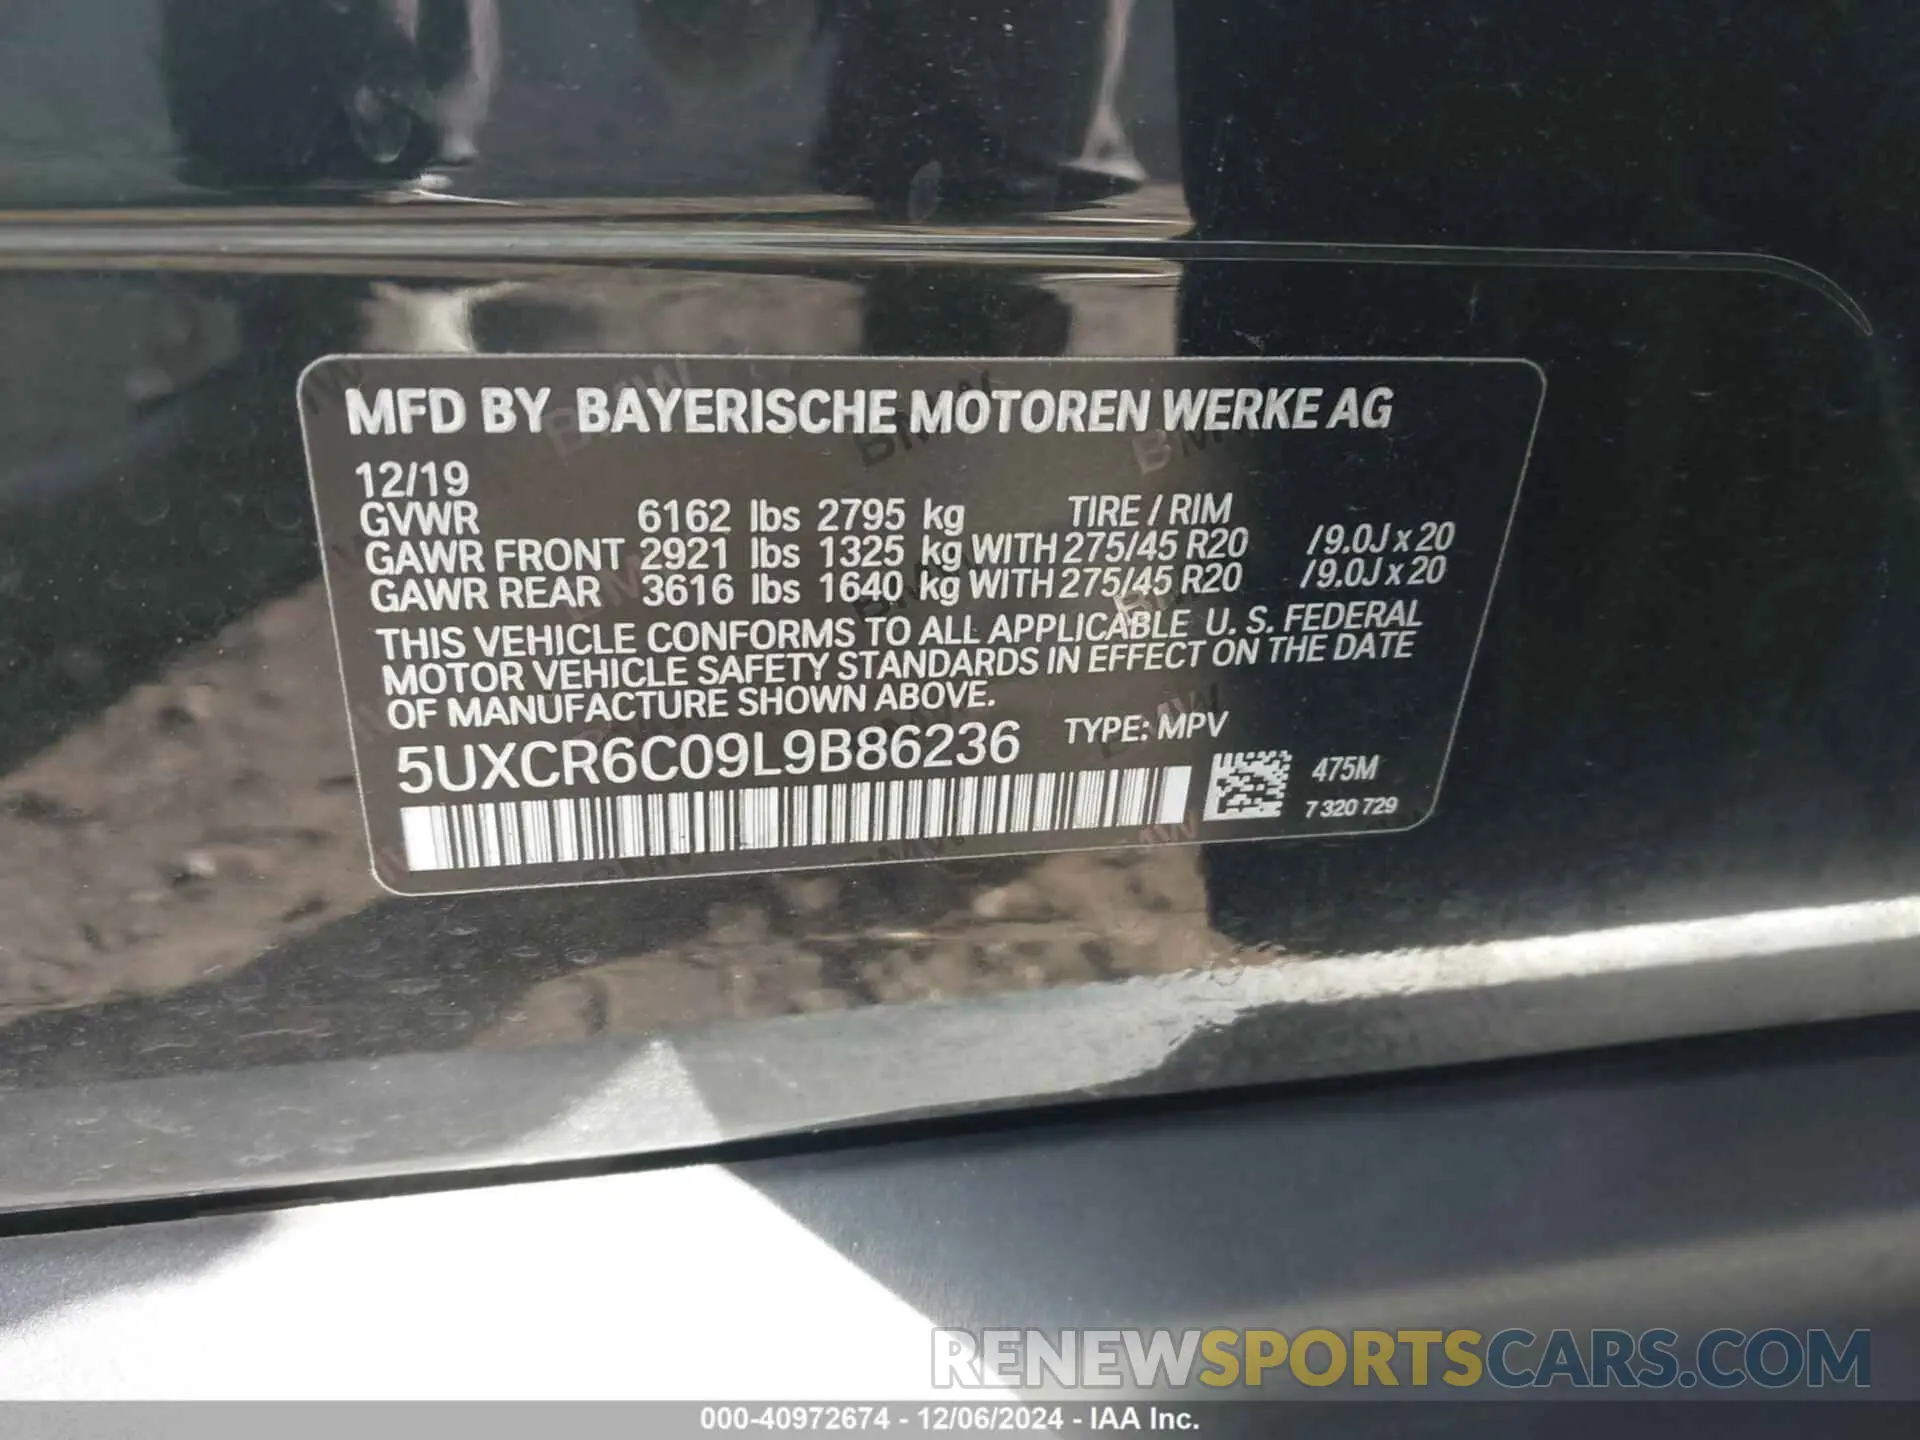 MFD BY BAYERISCHE MOTOREN WERKE AG
12/19
GVWR 6162 lbs 2795 kg TIRE / RIM
GAWR FRONT 2921 lbs 1325 kg WITH 275/45 R20 /9.0J x 20
GAWR REAR 3616 lbs 1640 kg WITH 275/45 R20 /9.0J x 20
THIS VEHICLE CONFORMS TO ALL APPLICABLE U. S. FEDERAL
MOTOR VEHICLE SAFETY STANDARDS IN EFFECT ON THE DATE
OF MANUFACTURE SHOWN ABOVE.
5UXCR6C09L9B86236 TYPE: MPV
475M
7 320 729
RENEWSPORTSCARS.COM
000-40972674 - 12/06/2024 - IAA Inc.